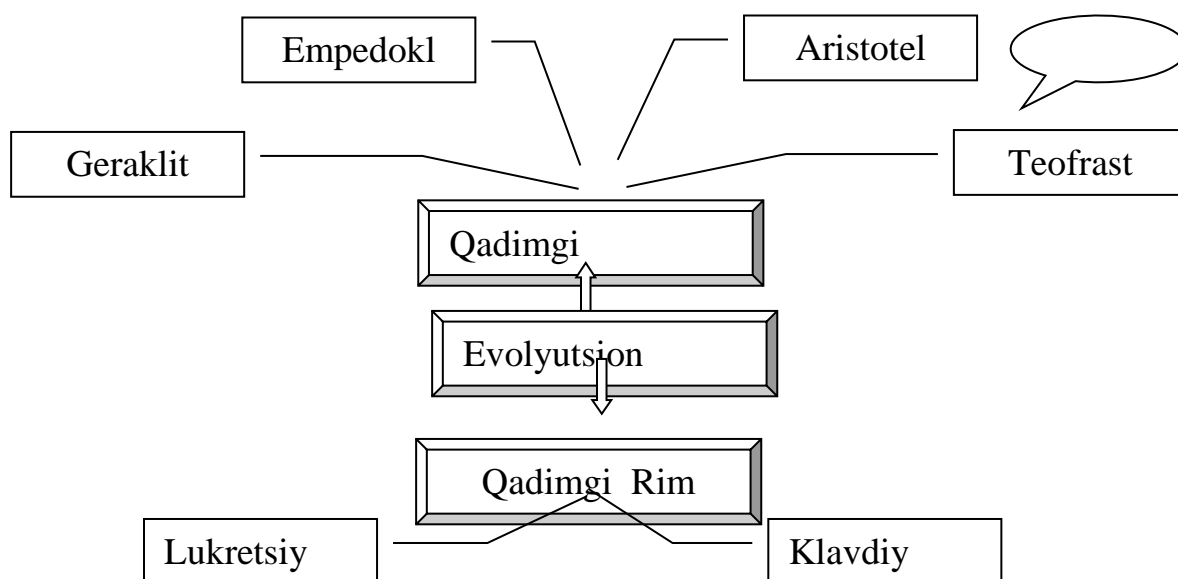 Empedokl
Aristotel
Geraklit
Teofrast
Qadimgi
Evolyutsion
Qadimgi Rim
Lukretsiy
Klavdiy